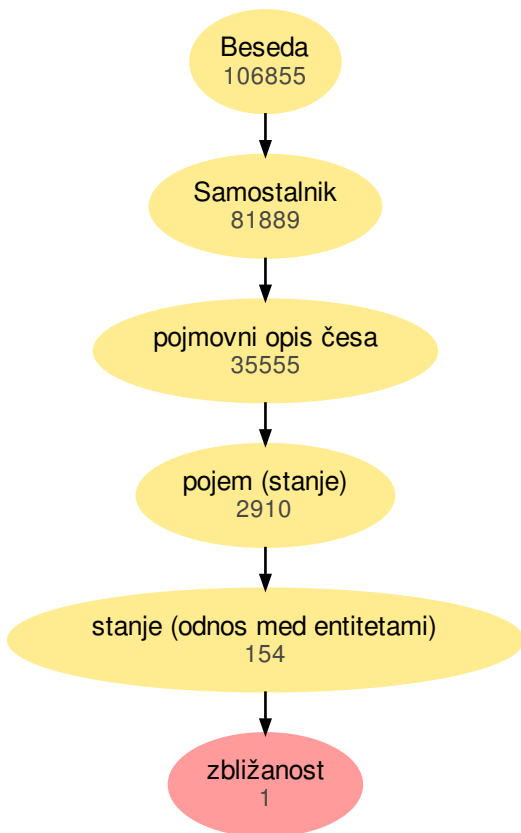 Beseda
106855
Samostalnik
81889
pojmovni opis česa
35555
pojem (stanje)
2910
stanje (odnos med entitetami)
154
zbližanost
1